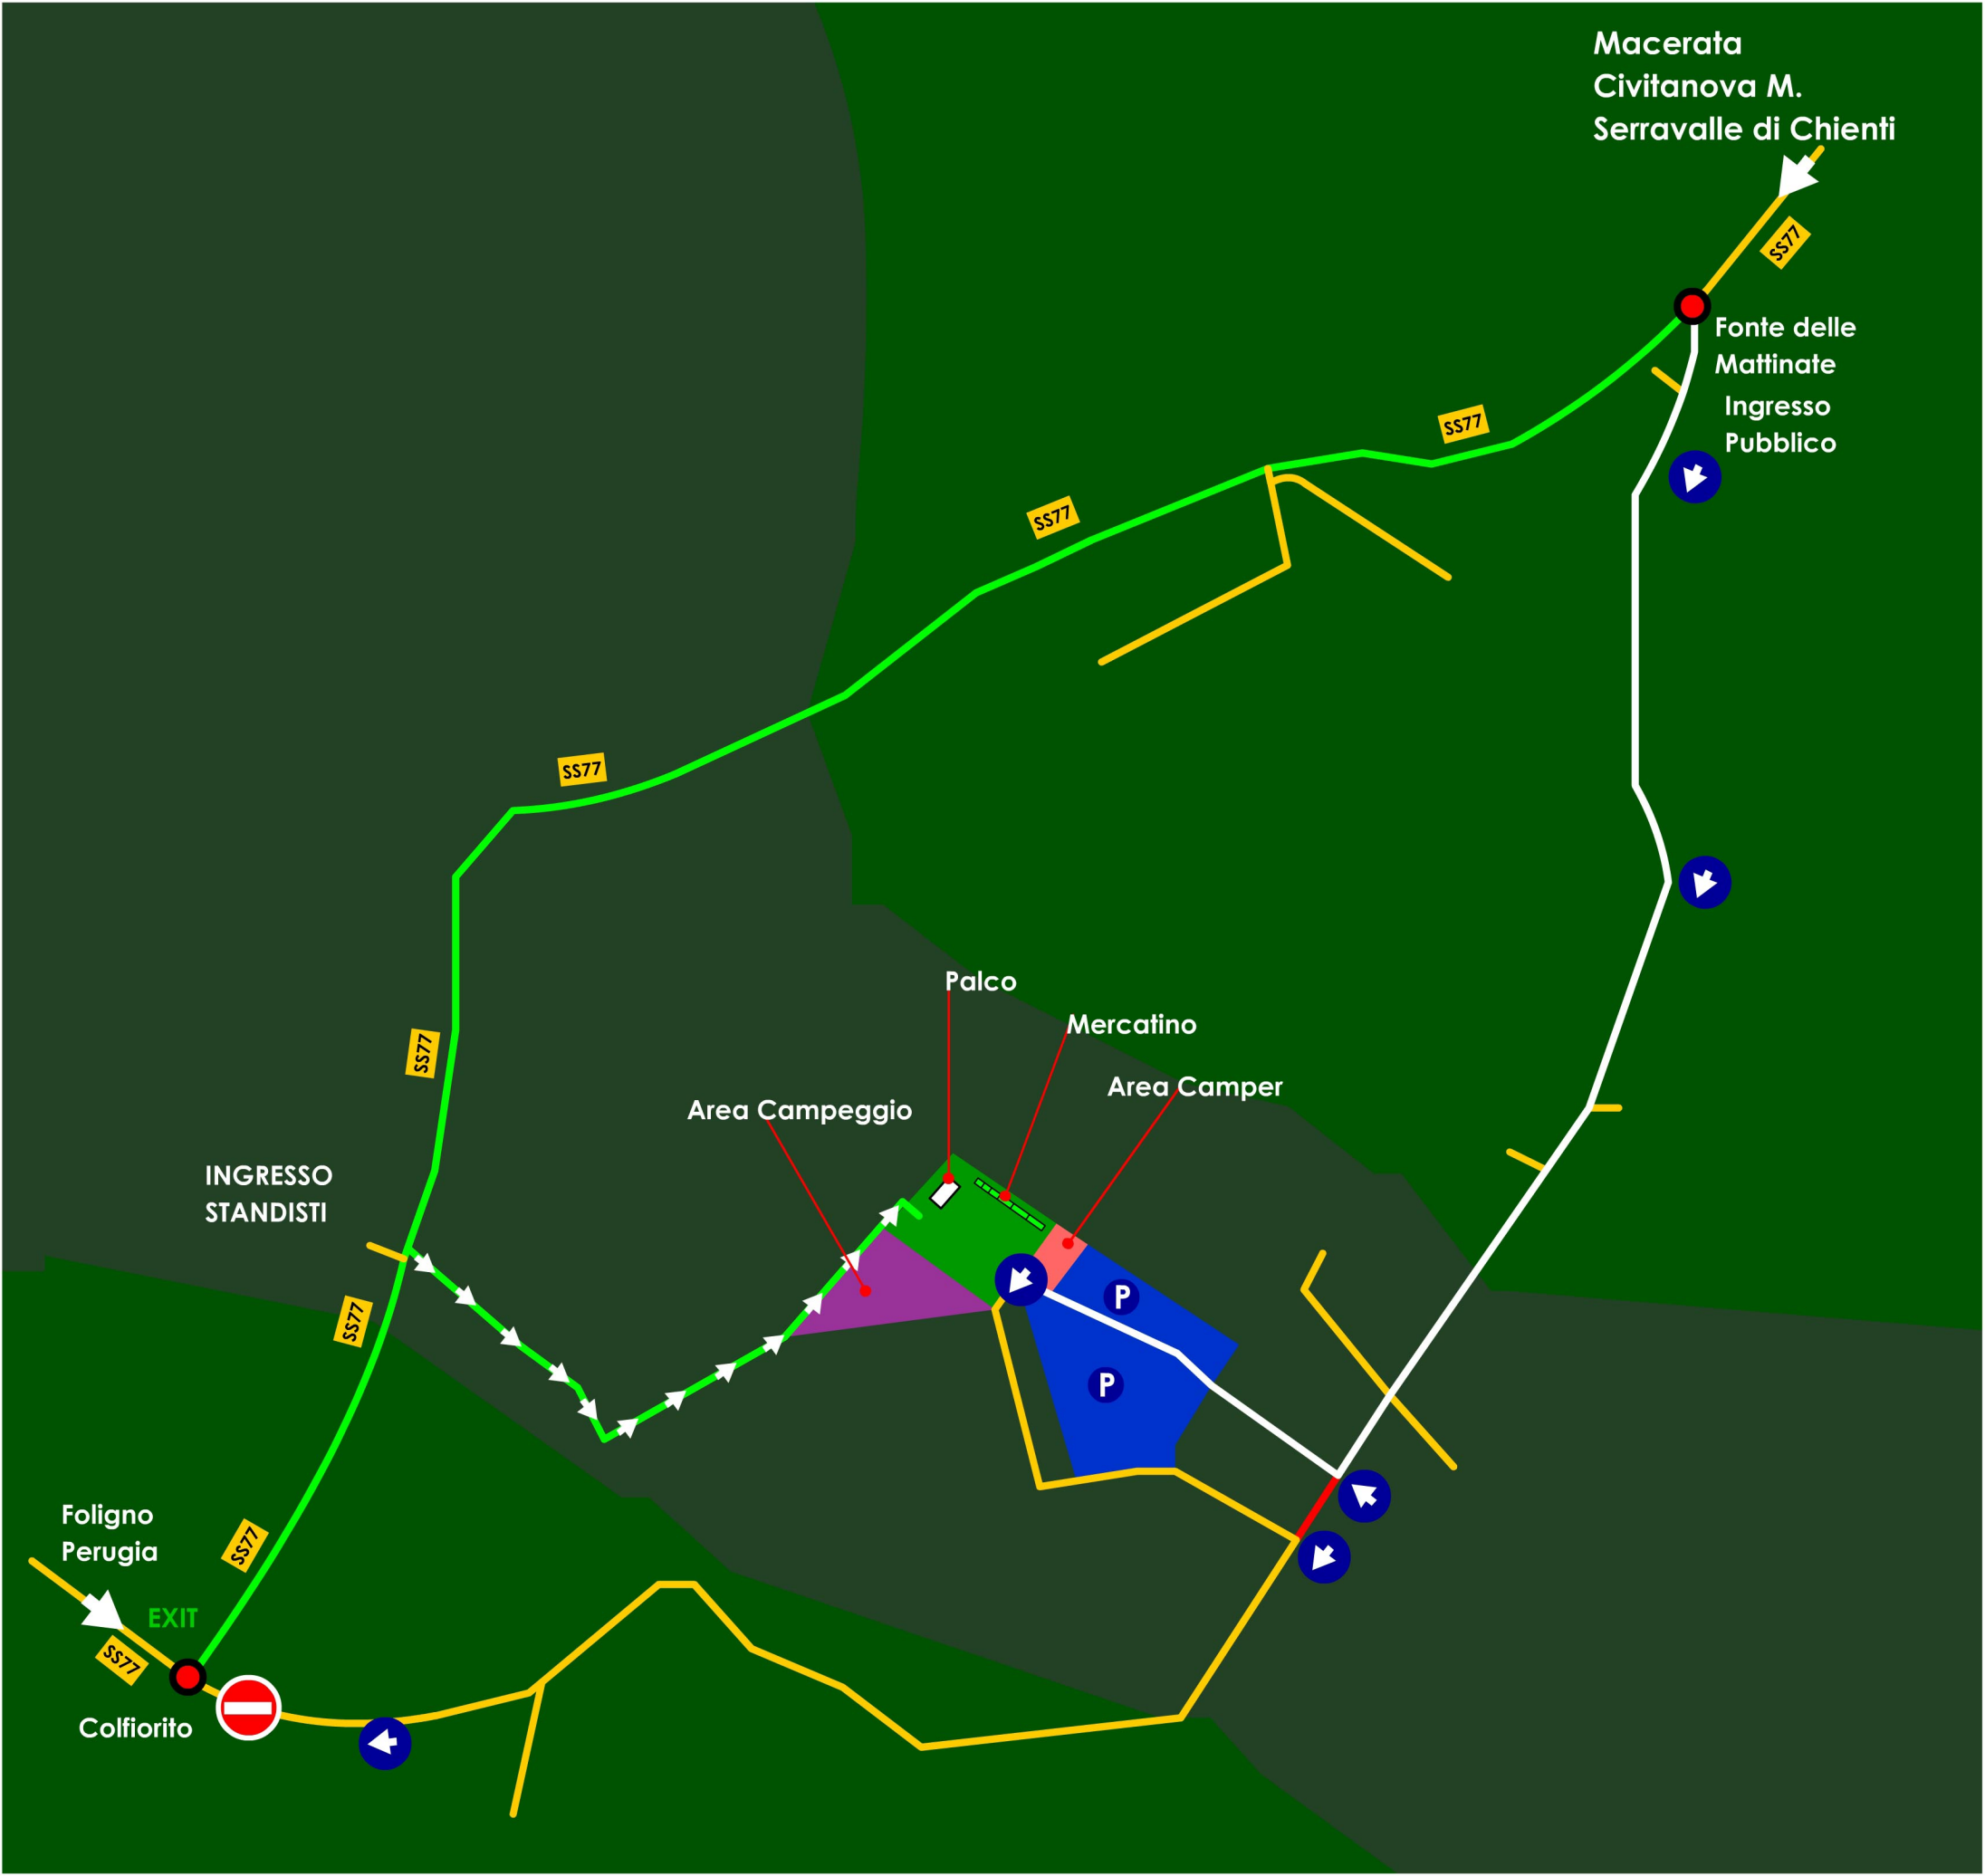 Macerata
Civitanova M.
Serravalle di Chienti
SS77
Fonte delle
Mattinate
Ingresso
Pubblico
SS77
SS77
SS77
Palco
Mercatino
SS77
Area Camper
Area Campeggio
INGRESSO
STANDISTI
P
SS77
P
Foligno
Perugia
SS77
EXIT
SS77
Colfiorito